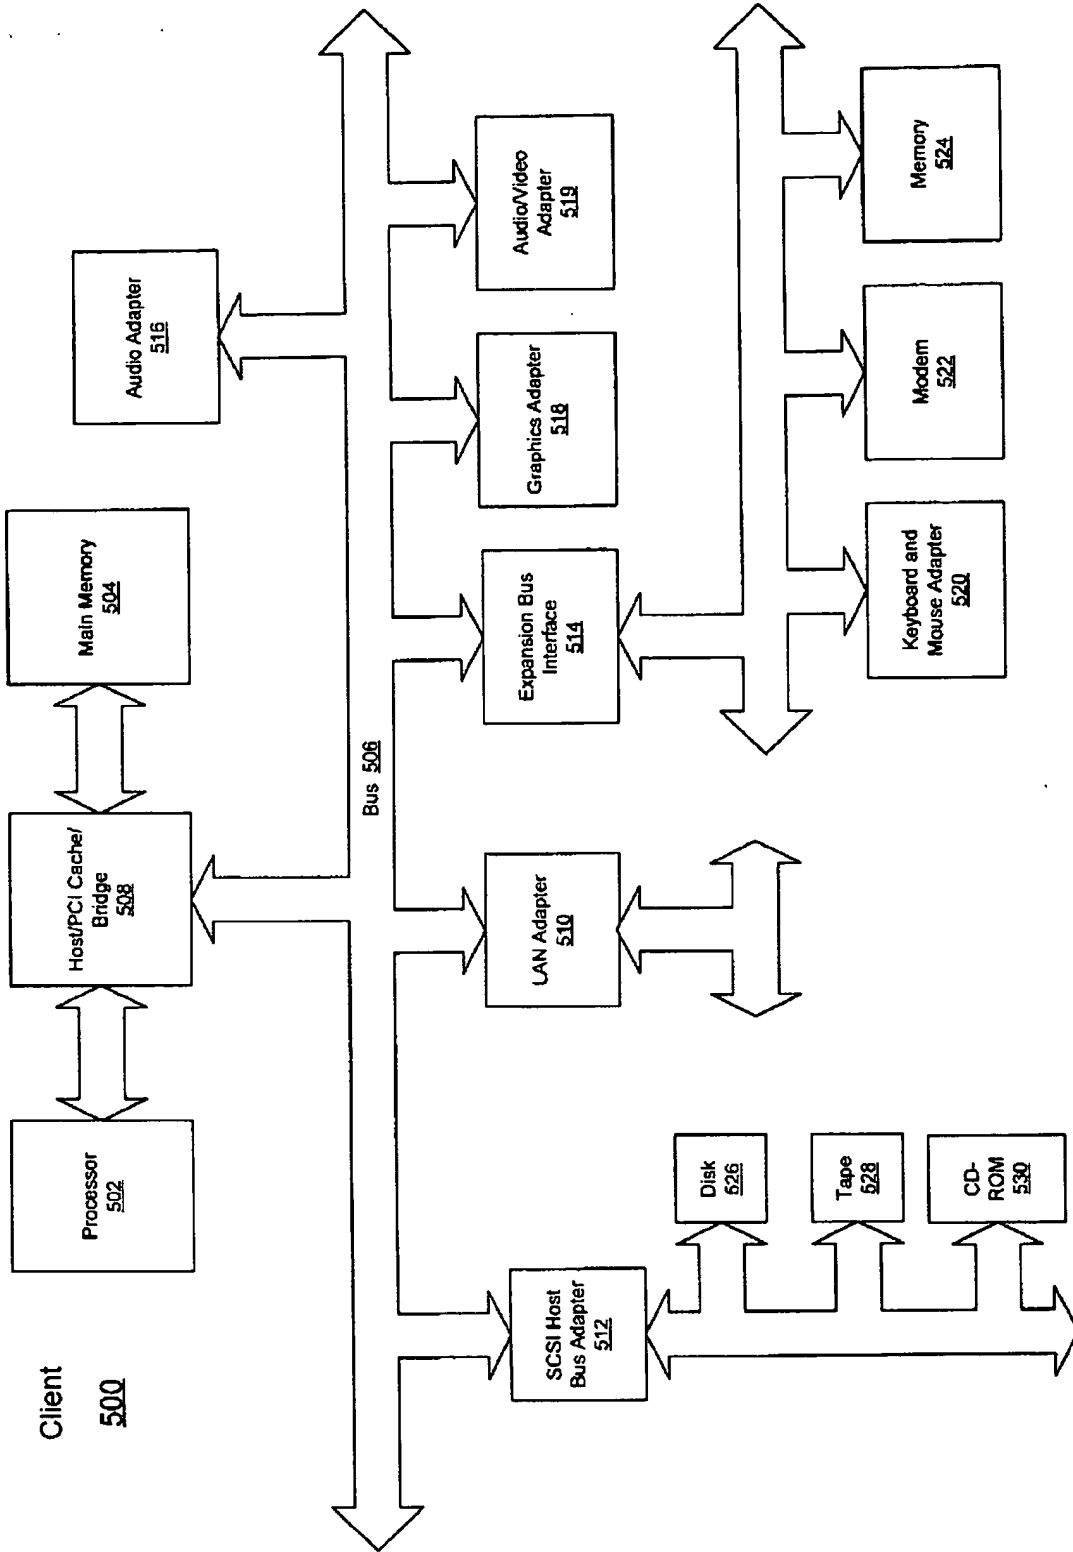 Client
500
Processor
502
Host/PCI Cache/
Bridge
508
Main Memory
504
Audio Adapter
516
Bus 506
SCSI Host
Bus Adapter
512
LAN Adapter
510
Expansion Bus
Interface
514
Graphics Adapter
518
Audio/Video
Adapter
519
Disk
526
Tape
528
CD-
ROM
530
Keyboard and
Mouse Adapter
520
Modem
522
Memory
524